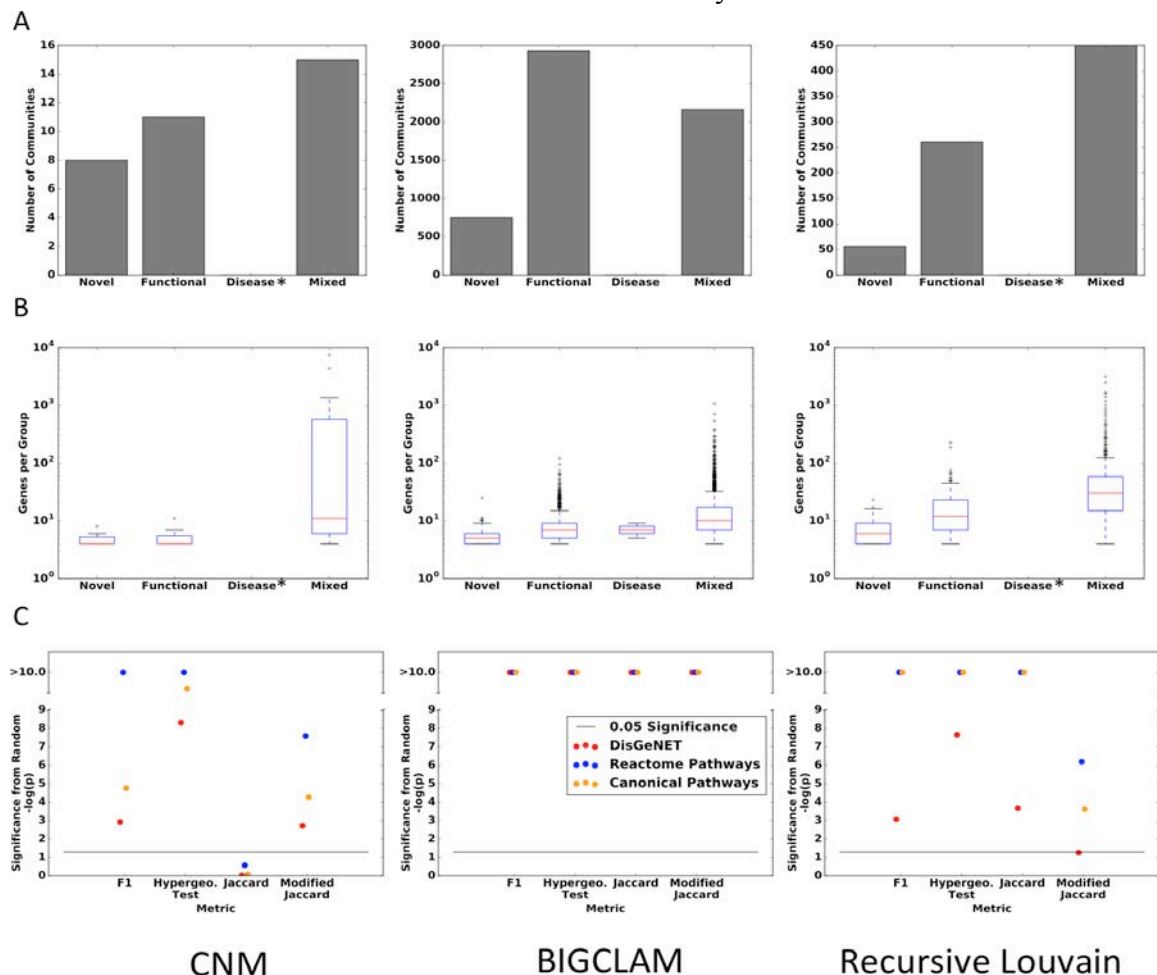 y
A
16
14
12
10
8
6
4
2
0
Number of Communities
Novel Functional Disease* Mixed
3000
2500
2000
1500
1000
500
0
Number of Communities
Novel Functional Disease Mixed
450
400
350
300
250
200
150
100
50
0
Number of Communities
Novel Functional Disease* Mixed
B
10^4
10^3
10^2
10^1
10^0
Genes per Group
Novel Functional Disease* Mixed
10^4
10^3
10^2
10^1
10^0
Genes per Group
Novel Functional Disease Mixed
10^4
10^3
10^2
10^1
10^0
Genes per Group
Novel Functional Disease* Mixed
C
>10.0
9
8
7
6
5
4
3
2
1
0
Significance from Random
-log(p)
F1 Hypergeo. Jaccard Modified
Test Jaccard
Metric
>10.0
9
8
7
6
5
4
3
2
1
0
Significance from Random
-log(p)
0.05 Significance
DisGeNET
Reactome Pathways
Canonical Pathways
F1 Hypergeo. Jaccard Modified
Test Jaccard
Metric
>10.0
9
8
7
6
5
4
3
2
1
0
Significance from Random
-log(p)
F1 Hypergeo. Jaccard Modified
Test Jaccard
Metric
CNM BIGCLAM Recursive Louvain